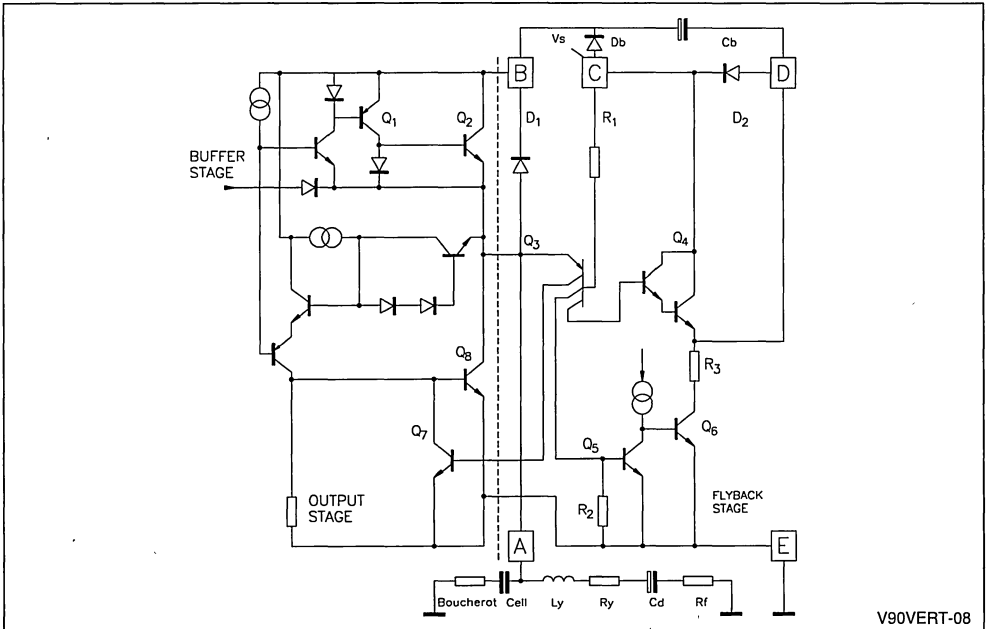 Vs Db Cb
B C D
Q1 Q2 D1 R1 D2
BUFFER
STAGE
Q3 Q4
Q8 R3
Q7 Q5 Q6
OUTPUT
STAGE
R2
FLYBACK
STAGE
A E
Boucherot Cell Ly Ry Cd Rf
V90VERT-08